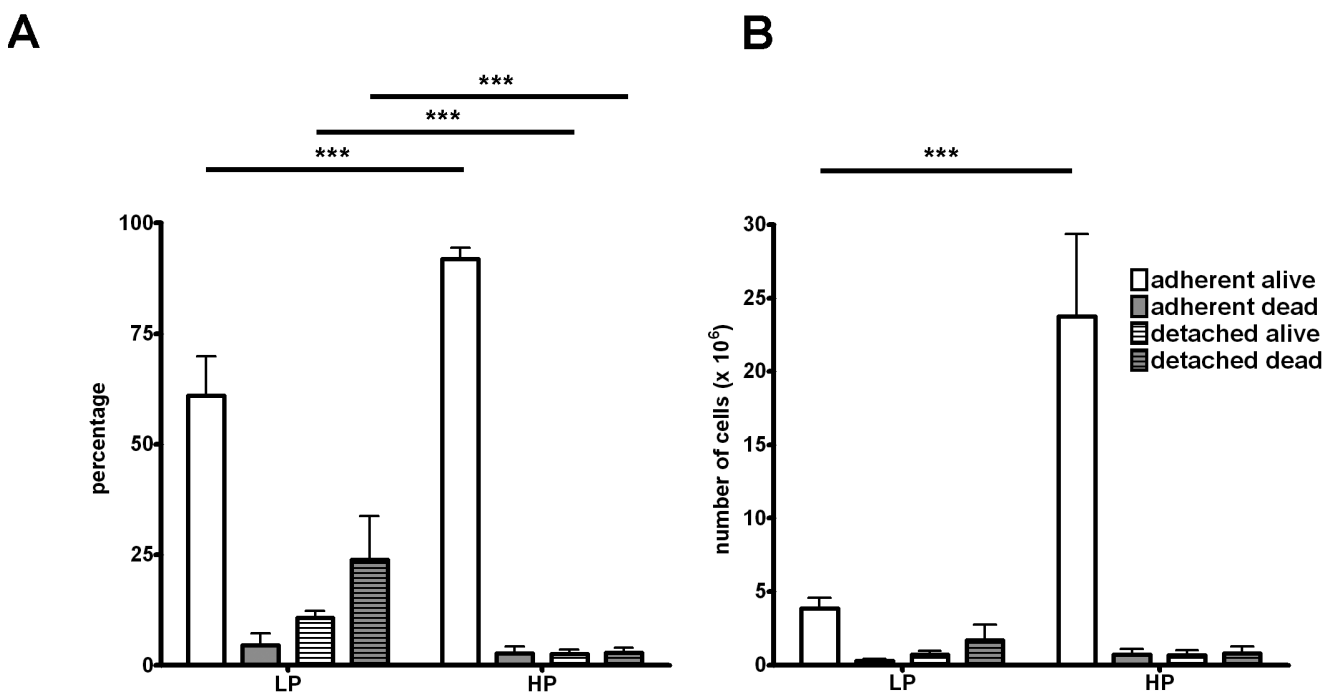 A
B
***
***
***
***
100
75
50
25
0
percentage
LP
HP
30
25
20
15
10
5
0
number of cells (x 10⁶)
LP
HP
adherent alive
adherent dead
detached alive
detached dead